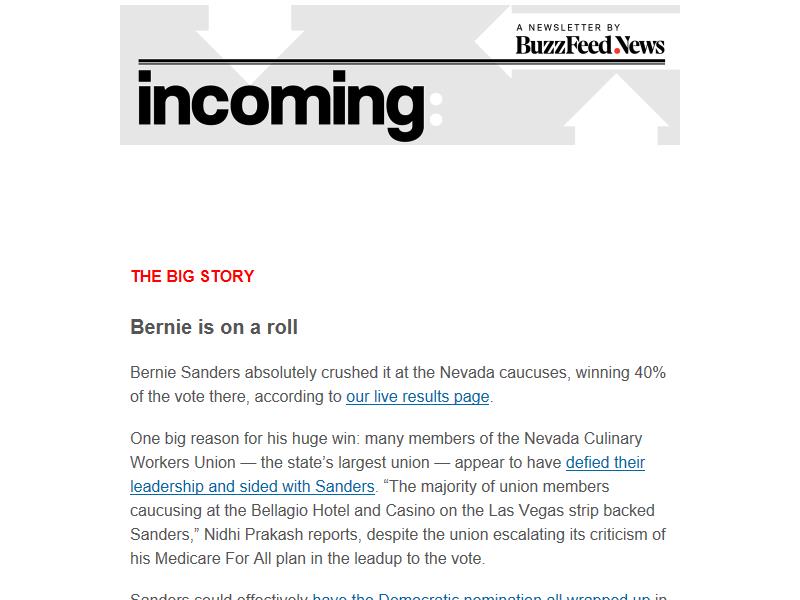 A NEWSLETTER BY
BuzzFeed.News
incoming:
THE BIG STORY
Bernie is on a roll
Bernie Sanders absolutely crushed it at the Nevada caucuses, winning 40%
of the vote there, according to our live results page.
One big reason for his huge win: many members of the Nevada Culinary
Workers Union — the state’s largest union — appear to have defied their
leadership and sided with Sanders. “The majority of union members
caucusing at the Bellagio Hotel and Casino on the Las Vegas strip backed
Sanders,” Nidhi Prakash reports, despite the union escalating its criticism of
his Medicare For All plan in the leadup to the vote.
Sanders could effectively have the Democratic nomination all wrapped up in